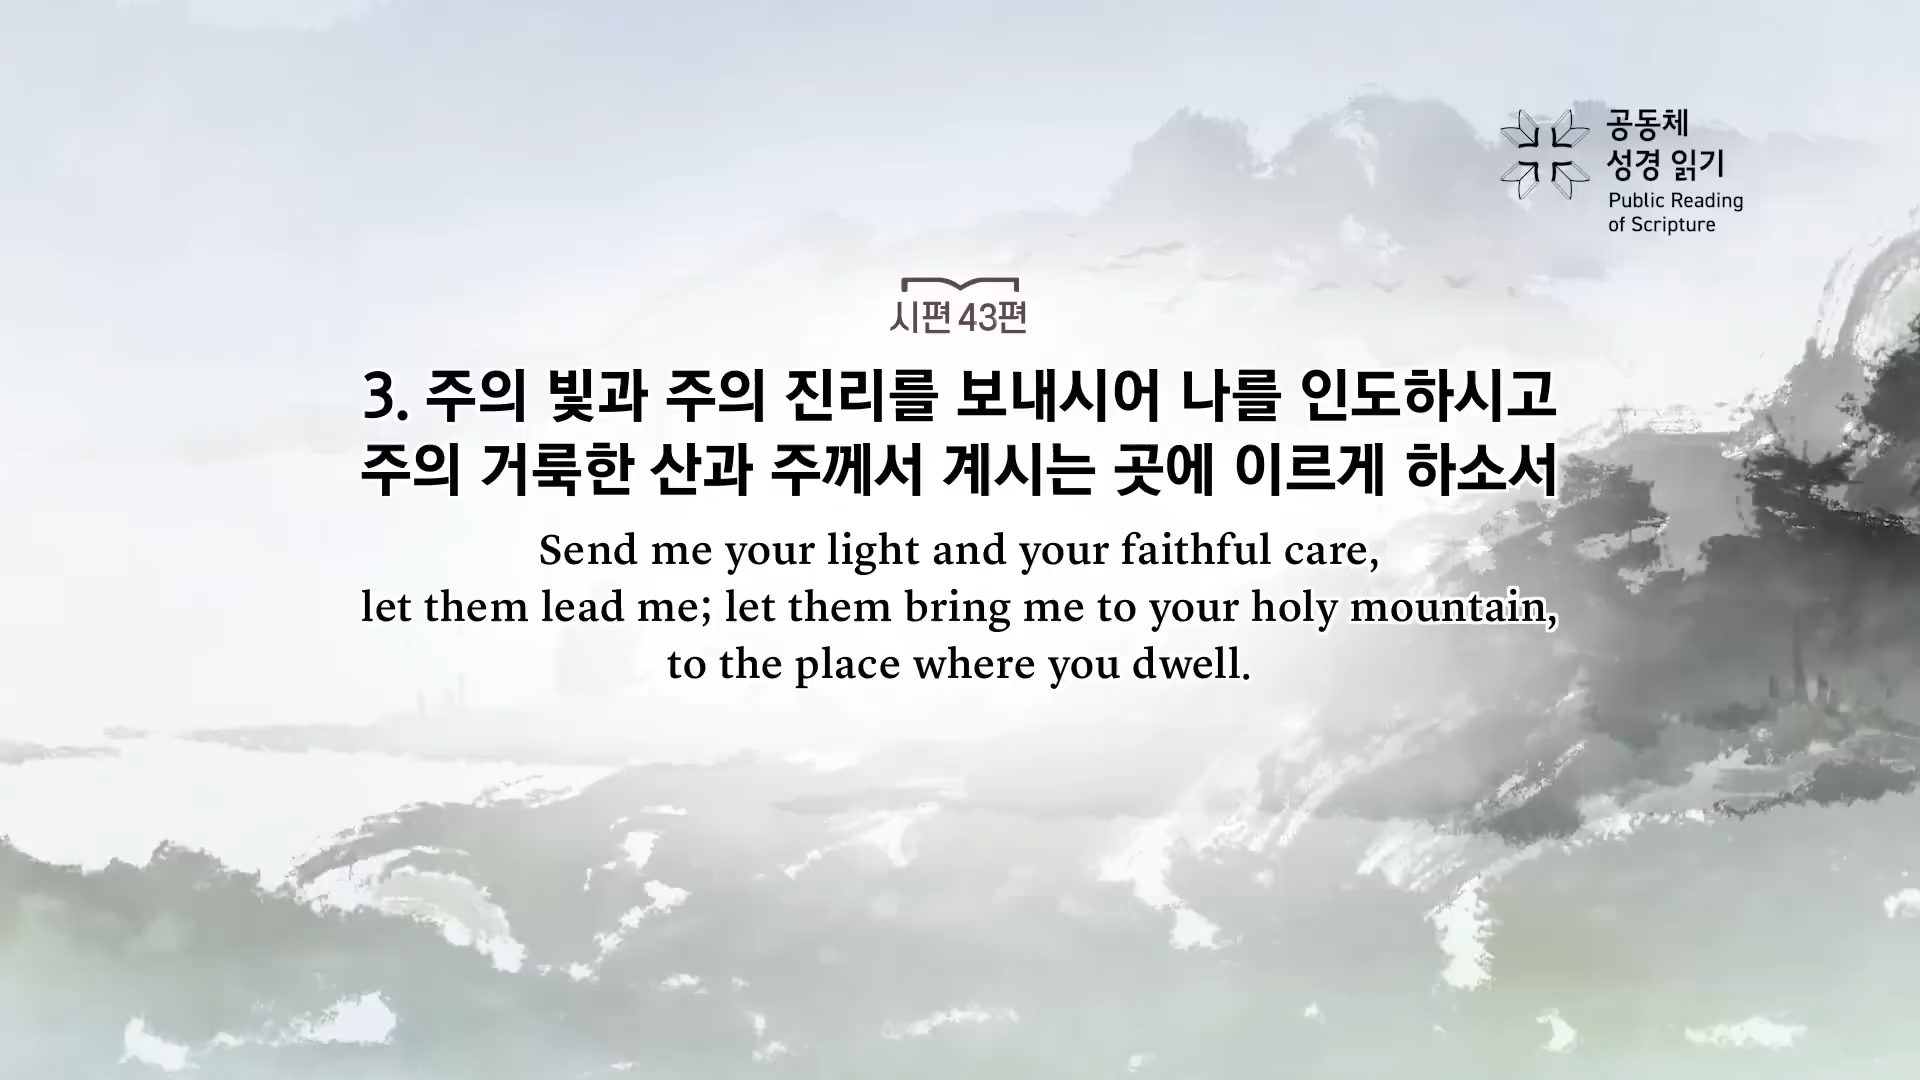 공동체
성경 읽기
Public Reading
of Scripture
시편 43편
3. 주의 빛과 주의 진리를 보내시어 나를 인도하시고
주의 거룩한 산과 주께서 계시는 곳에 이르게 하소서
Send me your light and your faithful care,
let them lead me; let them bring me to your holy mountain,
to the place where you dwell.